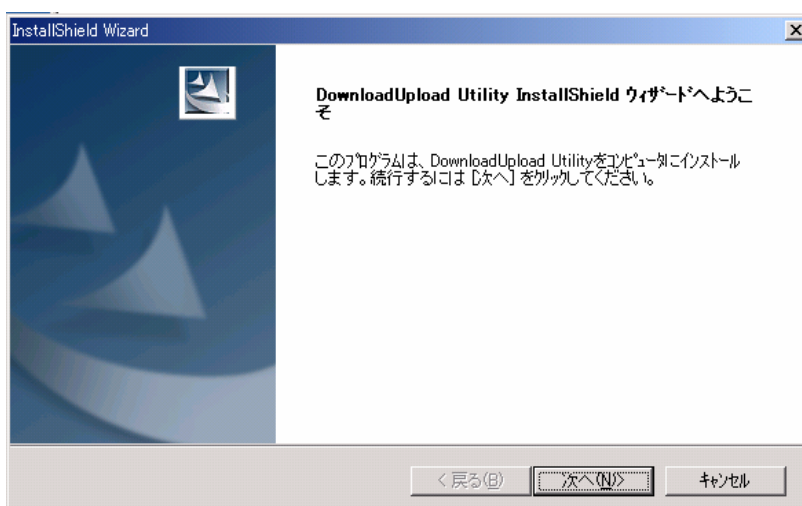 InstallShield Wizard
DownloadUpload Utility InstallShield ウィザードへようこ
そ
このプログラムは、DownloadUpload Utilityをコンピュータにインストール
します。続行するには [次へ] をクリックしてください。
< 戻る(B)
次へ(N)>
キャンセル